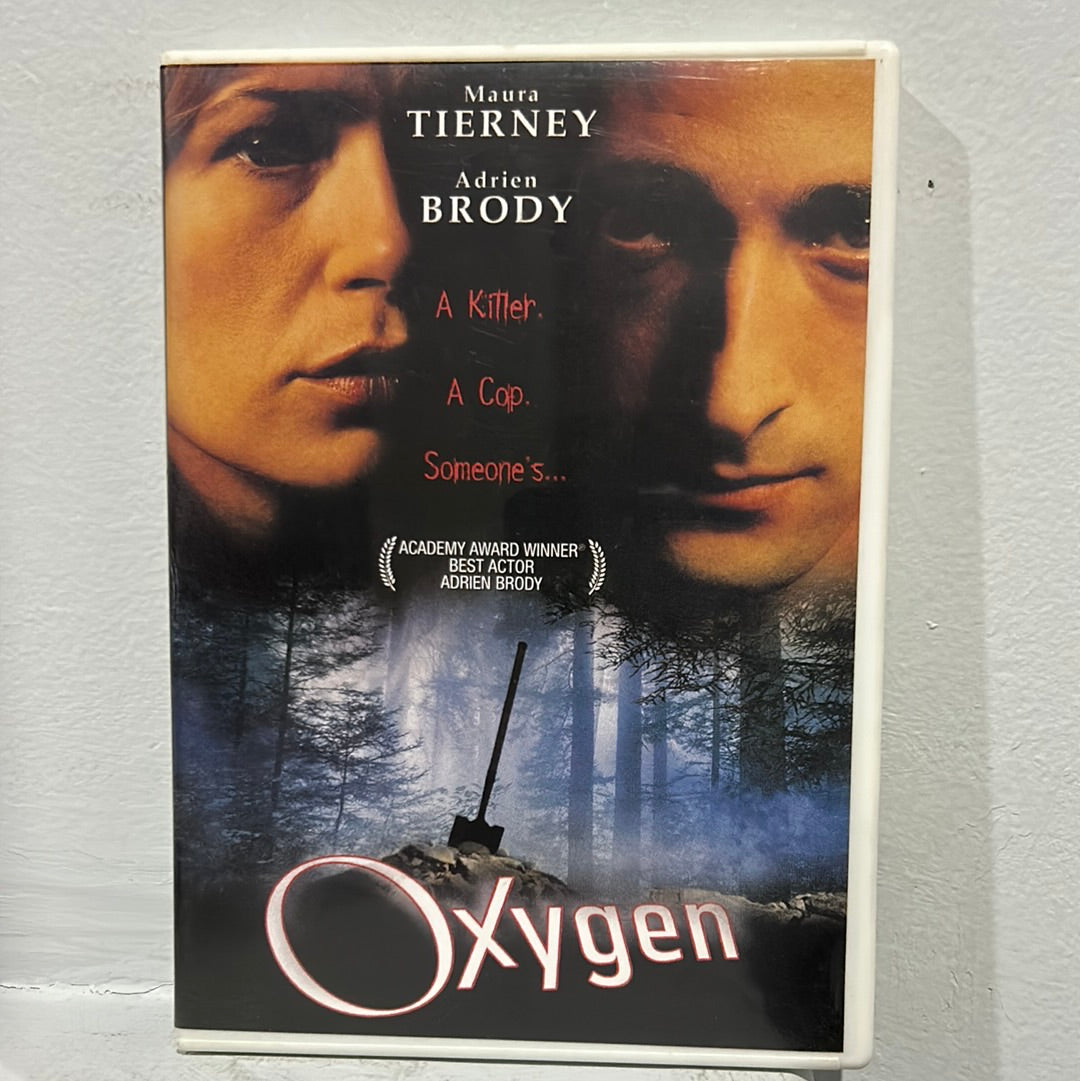 Maura
TIERNEY
Adrien
BRODY
A Killer.
A Cop.
Someone's...
ACADEMY AWARD WINNER®
BEST ACTOR
ADRIEN BRODY
Oxygen